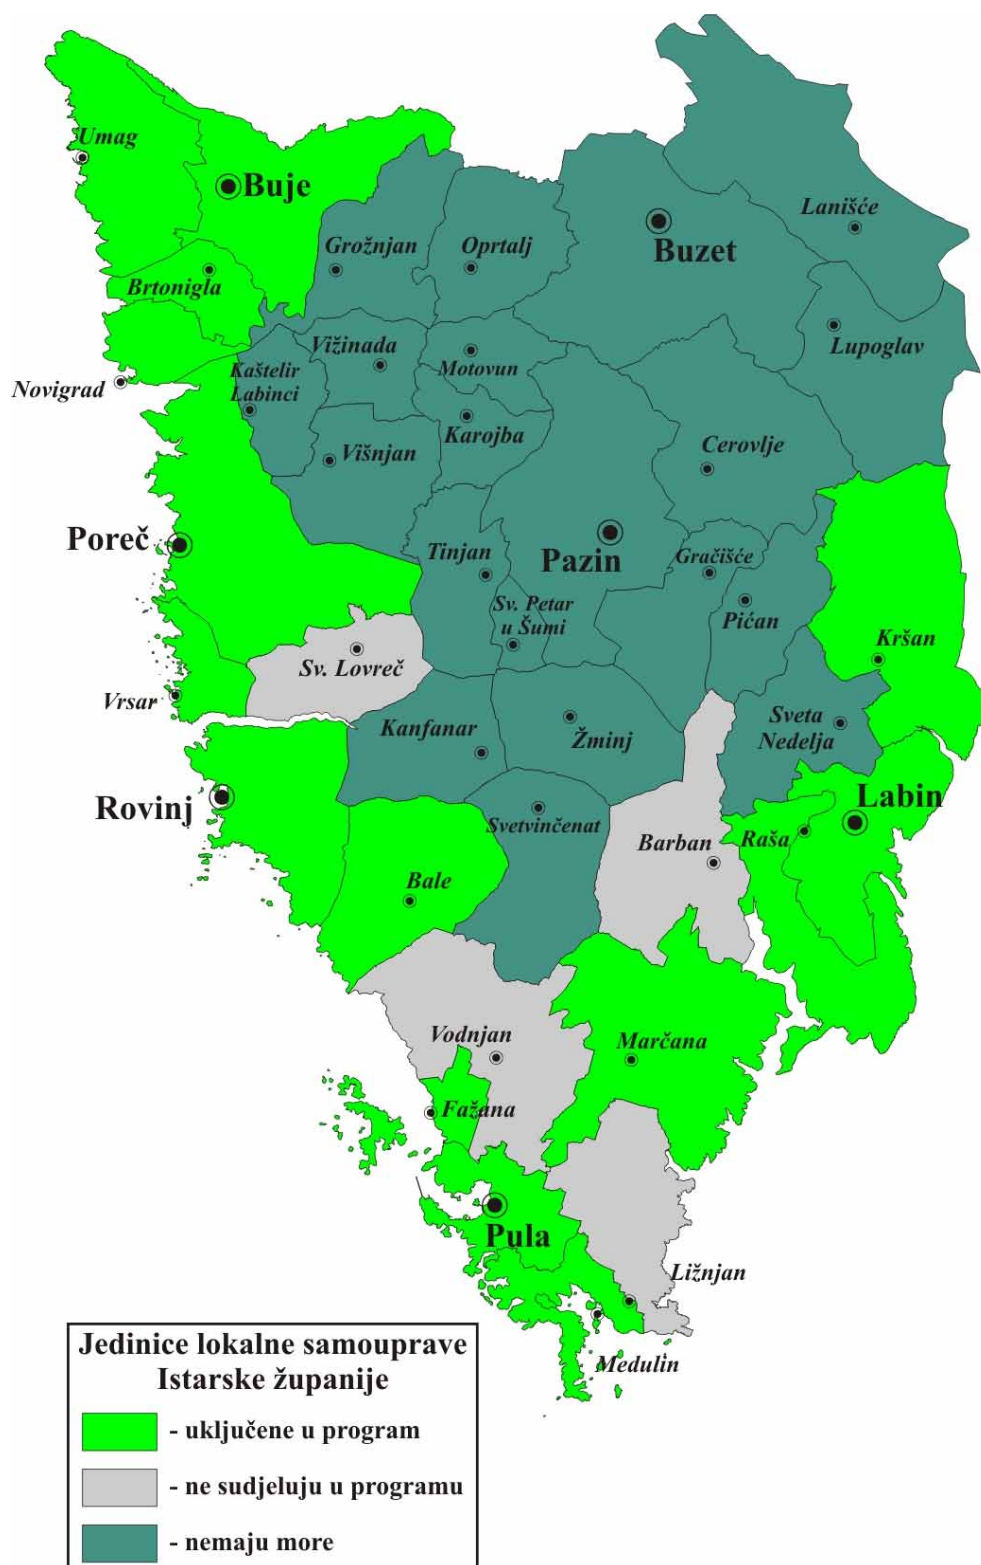 Umag
Buje
Lanišće
Buzet
Grožnjan
Oprtalj
Brtonigla
Lupoglav
Vižinada
Motovun
Kaštelir
Labinci
Novigrad
Karojba
Višnjan
Cerovlje
Poreč
Tinjan
Pazin
Gračišće
Sv. Petar
u Šumi
Pićan
Kršan
Sv. Lovreč
Vrsar
Kanfanar
Žminj
Sveta
Nedelja
Rovinj
Labin
Svetvinčenat
Barban
Raša
Bale
Vodnjan
Marčana
Fažana
Pula
Ližnjan
Medulin
Jedinice lokalne samouprave
Istarske županije
- uključene u program
- ne sudjeluju u programu
- nemaju more